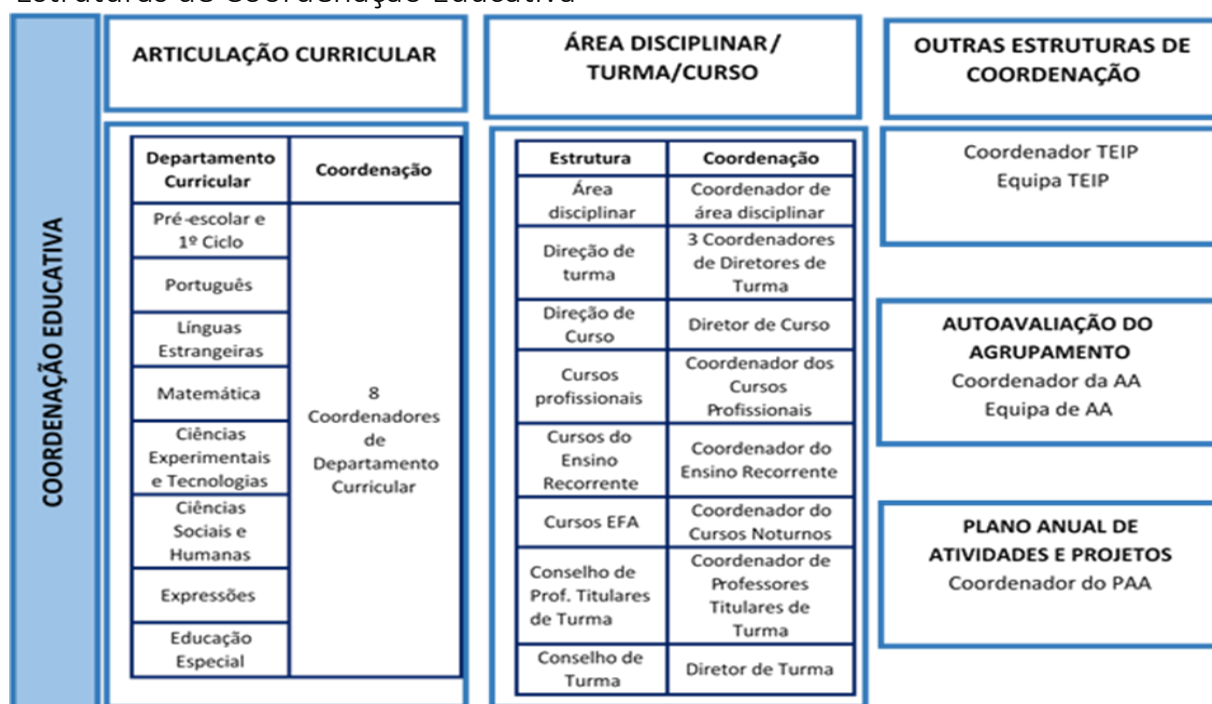 Estruturas de Coordenação Educativa
COORDENAÇÃO EDUCATIVA
ARTICULAÇÃO CURRICULAR
Departamento
Curricular
Coordenação
Pré-escolar e
1º Ciclo
Português
Línguas
Estrangeiras
Matemática
Ciências
Experimentais
e Tecnologias
Ciências
Sociais e
Humanas
Expressões
Educação
Especial
8
Coordenadores
de
Departamento
Curricular
ÁREA DISCIPLINAR/
TURMA/CURSO
Estrutura
Coordenação
Área
disciplinar
Coordenador de
área disciplinar
Direção de
turma
3 Coordenadores
de Diretores de
Turma
Direção de
Curso
Diretor de Curso
Cursos
profissionais
Coordenador dos
Cursos
Profissionais
Cursos do
Ensino
Recorrente
Coordenador do
Ensino Recorrente
Cursos EFA
Coordenador do
Cursos Noturnos
Conselho de
Prof. Titulares
de Turma
Coordenador de
Professores
Titulares de
Turma
Conselho de
Turma
Diretor de Turma
OUTRAS ESTRUTURAS DE
COORDENAÇÃO
Coordenador TEIP
Equipa TEIP
AUTOAVALIAÇÃO DO
AGRUPAMENTO
Coordenador da AA
Equipa de AA
PLANO ANUAL DE
ATIVIDADES E PROJETOS
Coordenador do PAA